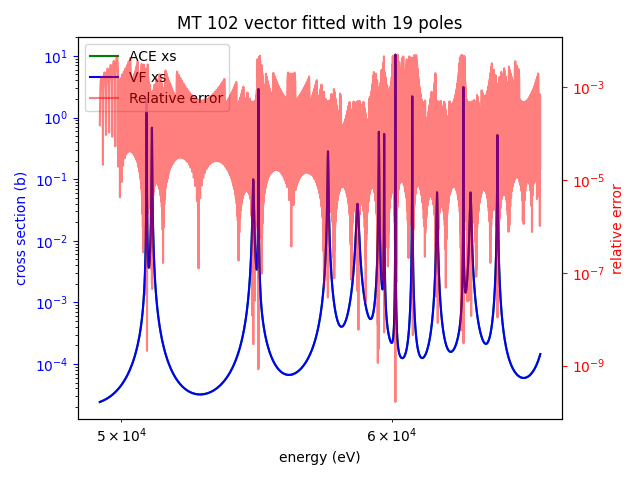 MT 102 vector fitted with 19 poles
ACE xs
VF xs
Relative error
10¹
10⁰
10⁻¹
10⁻²
10⁻³
10⁻⁴
cross section (b)
10⁻³
10⁻⁵
10⁻⁷
10⁻⁹
relative error
5 × 10⁴
6 × 10⁴
energy (eV)